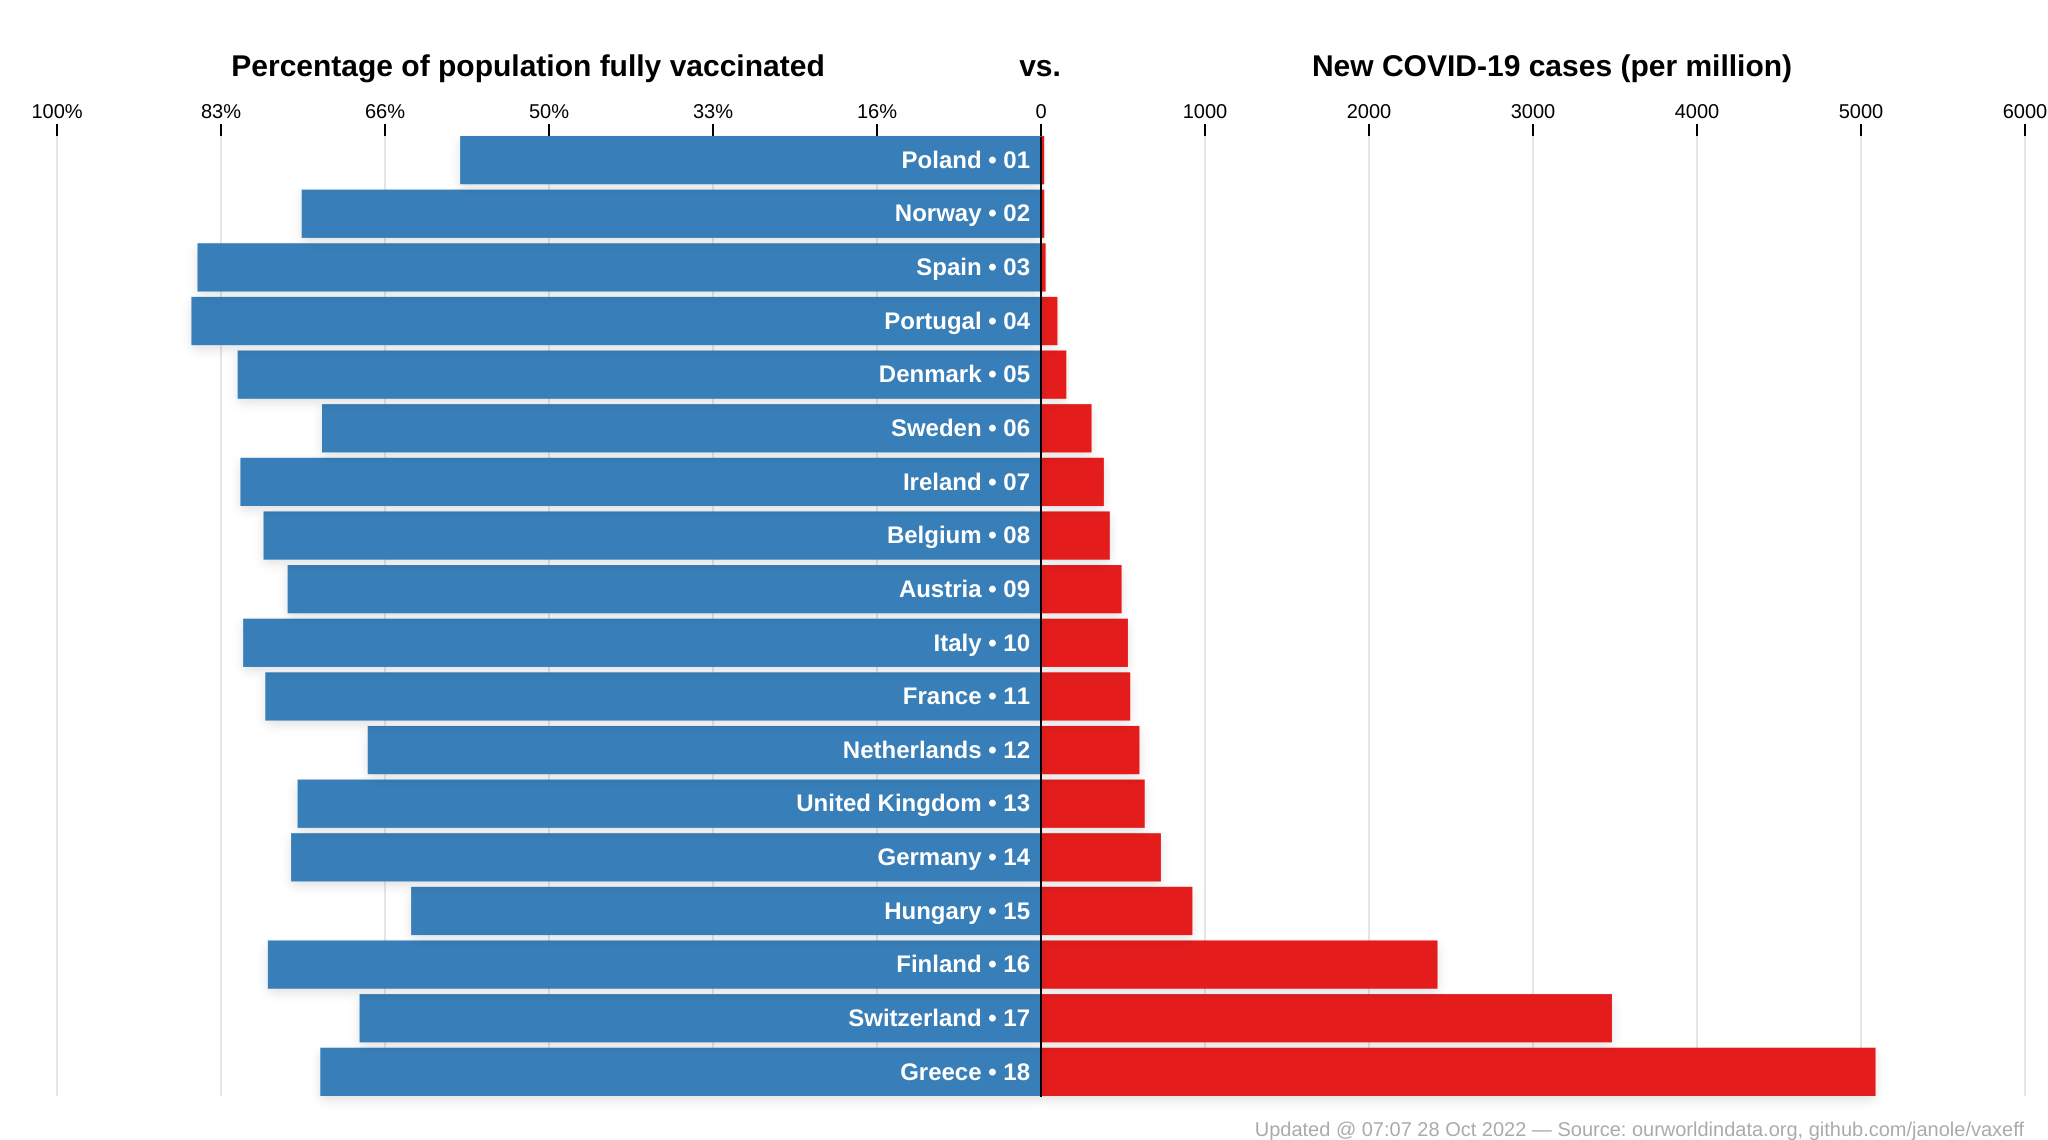 Percentage of population fully vaccinated vs. New COVID-19 cases (per million)
100% 83% 66% 50% 33% 16% 0 1000 2000 3000 4000 5000 6000
Poland • 01
Norway • 02
Spain • 03
Portugal • 04
Denmark • 05
Sweden • 06
Ireland • 07
Belgium • 08
Austria • 09
Italy • 10
France • 11
Netherlands • 12
United Kingdom • 13
Germany • 14
Hungary • 15
Finland • 16
Switzerland • 17
Greece • 18
Updated @ 07:07 28 Oct 2022 — Source: ourworldindata.org, github.com/janole/vaxeff